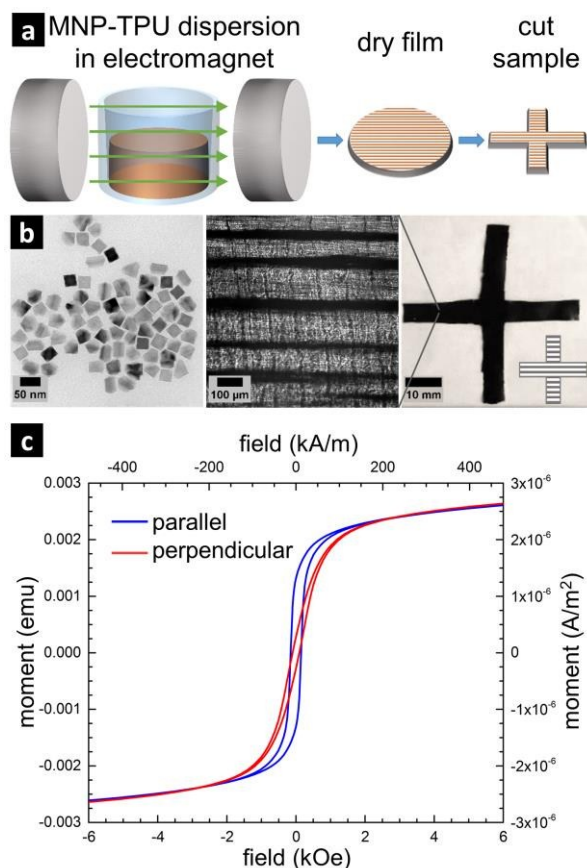 a
MNP-TPU dispersion
in electromagnet
dry film
cut
sample
b
50 nm
100 µm
10 mm
c
field (kA/m)
-400 -200 0 200 400
0.003
0.002
0.001
0.000
-0.001
-0.002
-0.003
moment (emu)
parallel
perpendicular
3x10⁻⁶
2x10⁻⁶
1x10⁻⁶
0
-1x10⁻⁶
-2x10⁻⁶
-3x10⁻⁶
moment (A/m²)
-6 -4 -2 0 2 4 6
field (kOe)